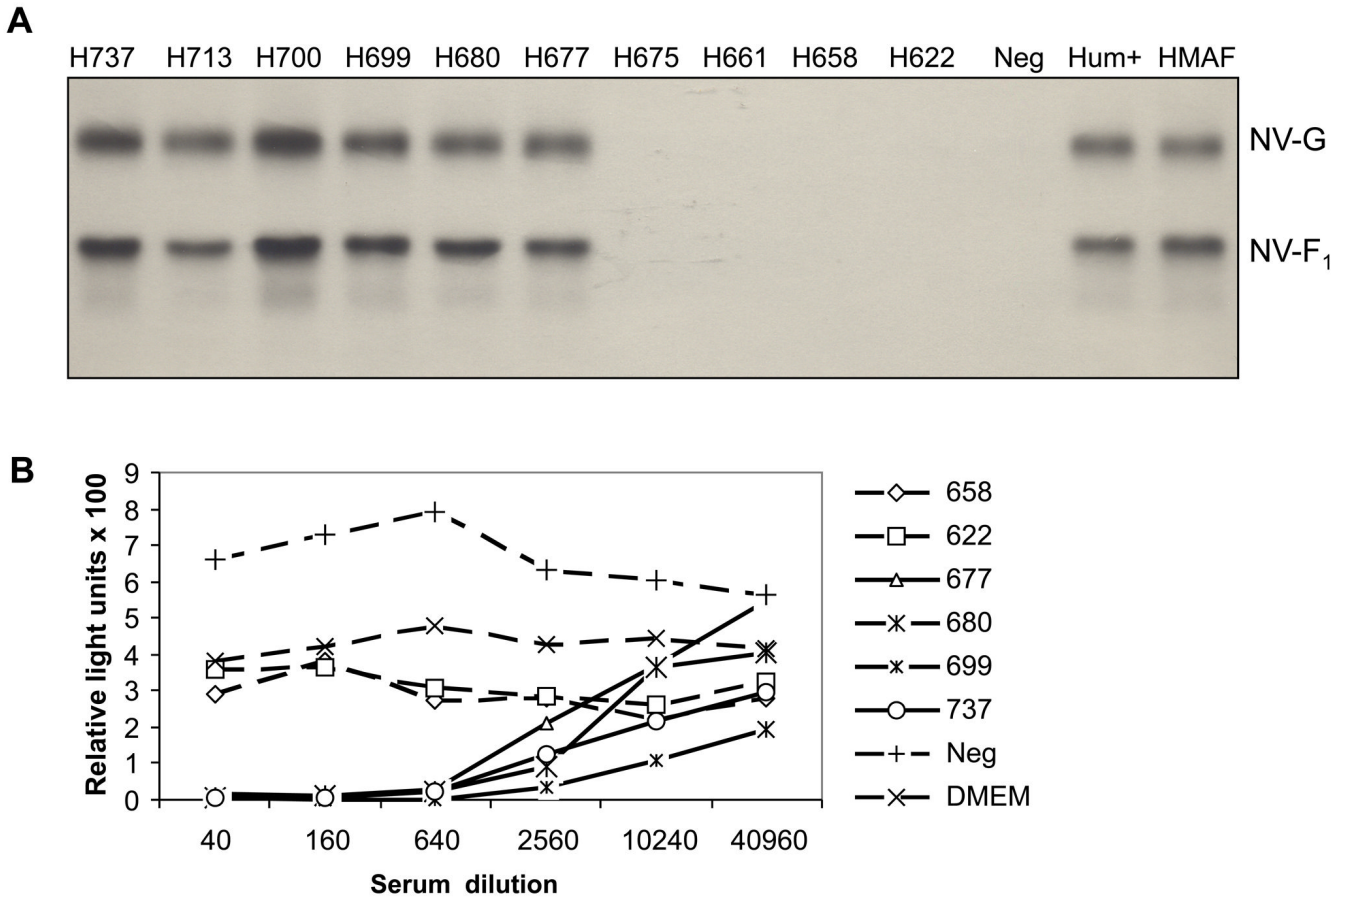 A
H737 H713 H700 H699 H680 H677 H675 H661 H658 H622 Neg Hum+ HMAF
NV-G
NV-F1
B
Relative light units x 100
9
8
7
6
5
4
3
2
1
0
40 160 640 2560 10240 40960
Serum dilution
658
622
677
680
699
737
Neg
DMEM